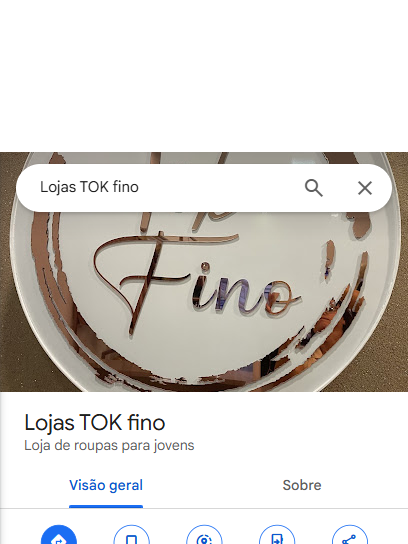 Lojas TOK fino
Fino
Lojas TOK fino
Loja de roupas para jovens
Visão geral
Sobre